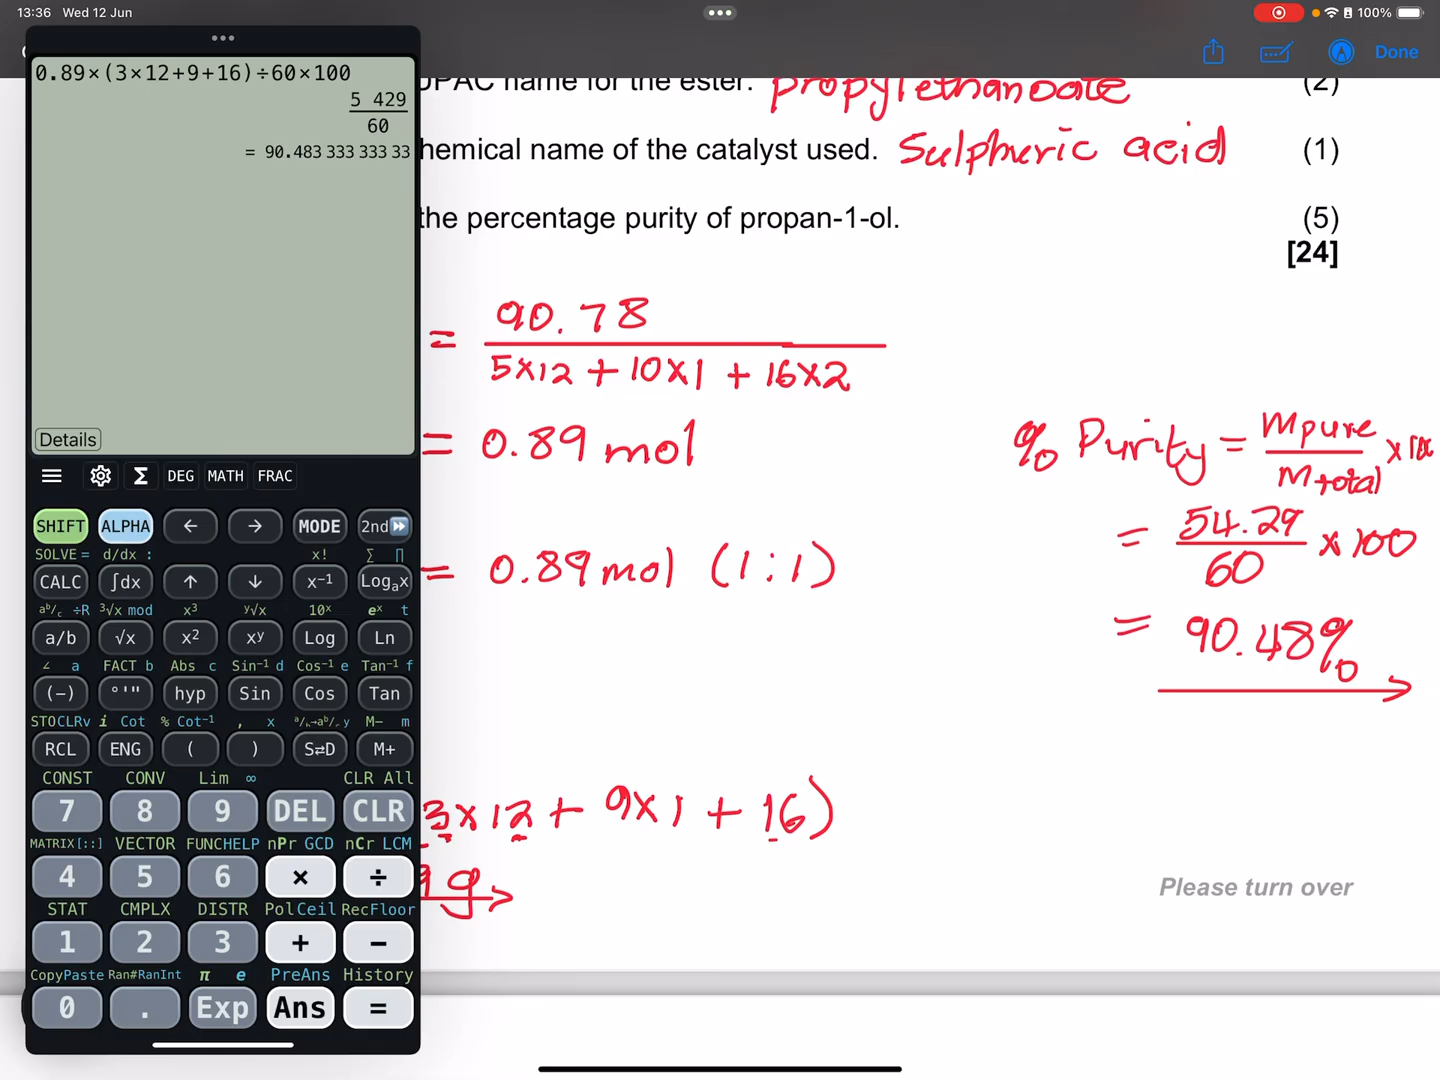 13:36 Wed 12 Jun
100%
Done
0.89×(3×12+9+16)÷60×100
5 429
60
= 90.483 333 333 33
Details
DEG MATH FRAC
SHIFT ALPHA ← → MODE 2nd
SOLVE = d/dx : x! ∑ ∏
CALC ∫dx ↑ ↓ x⁻¹ Logₐx
aᵇ/c ÷R ³√x mod x³ ʸ√x 10ˣ eˣ t
a/b √x x² xʸ Log Ln
∠ a FACT b Abs c Sin⁻¹ d Cos⁻¹ e Tan⁻¹ f
(−) °'" hyp Sin Cos Tan
STO CLRv i Cot % Cot⁻¹ , x y M− m
RCL ENG ( ) S⇄D M+
CONST CONV Lim ∞ CLR All
7 8 9 DEL CLR
MATRIX[::] VECTOR FUNC HELP nPr GCD nCr LCM
4 5 6 × ÷
STAT CMPLX DISTR Pol Ceil Rec Floor
1 2 3 + −
Copy Paste Ran# RanInt π e PreAns History
0 . Exp Ans =
UPAC name for the ester. propylethanoate (2)
hemical name of the catalyst used. Sulpheric acid (1)
the percentage purity of propan-1-ol. (5)
[24]
= 90.78
5×12 + 10×1 + 16×2
= 0.89 mol
= 0.89 mol (1:1)
3×12 + 9×1 + 16)
9 g
% Purity = Mpure
Mtotal
×100
= 54.29
60
×100
= 90.48%
Please turn over